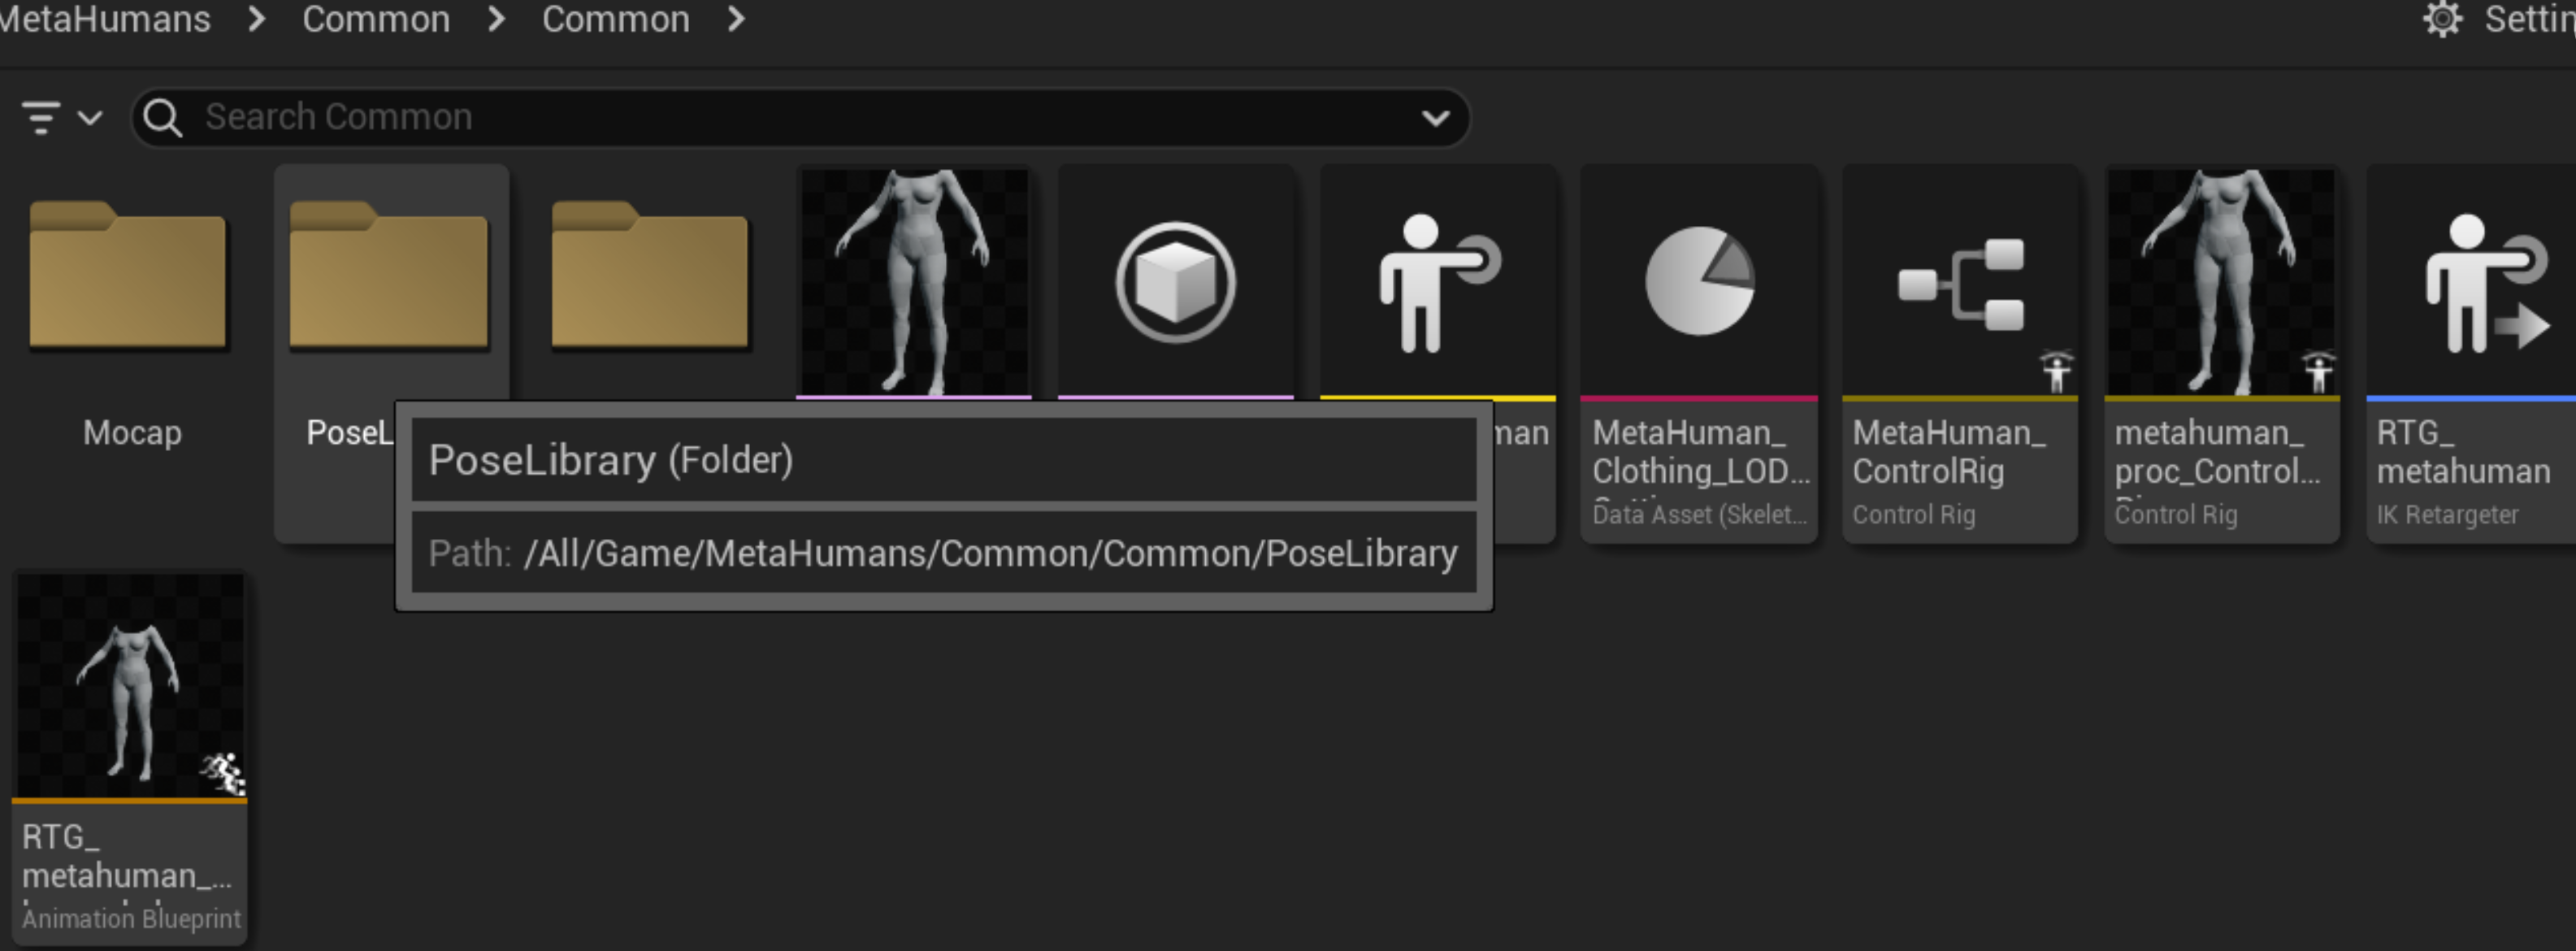 MetaHumans > Common > Common >
Settin
Search Common
Mocap
PoseL
PoseLibrary (Folder)
Path: /All/Game/MetaHumans/Common/Common/PoseLibrary
man
MetaHuman_
Clothing_LOD...
Data Asset (Skelet...
MetaHuman_
ControlRig
Control Rig
metahuman_
proc_Control...
Control Rig
RTG_
metahuman
IK Retargeter
RTG_
metahuman_...
Animation Blueprint